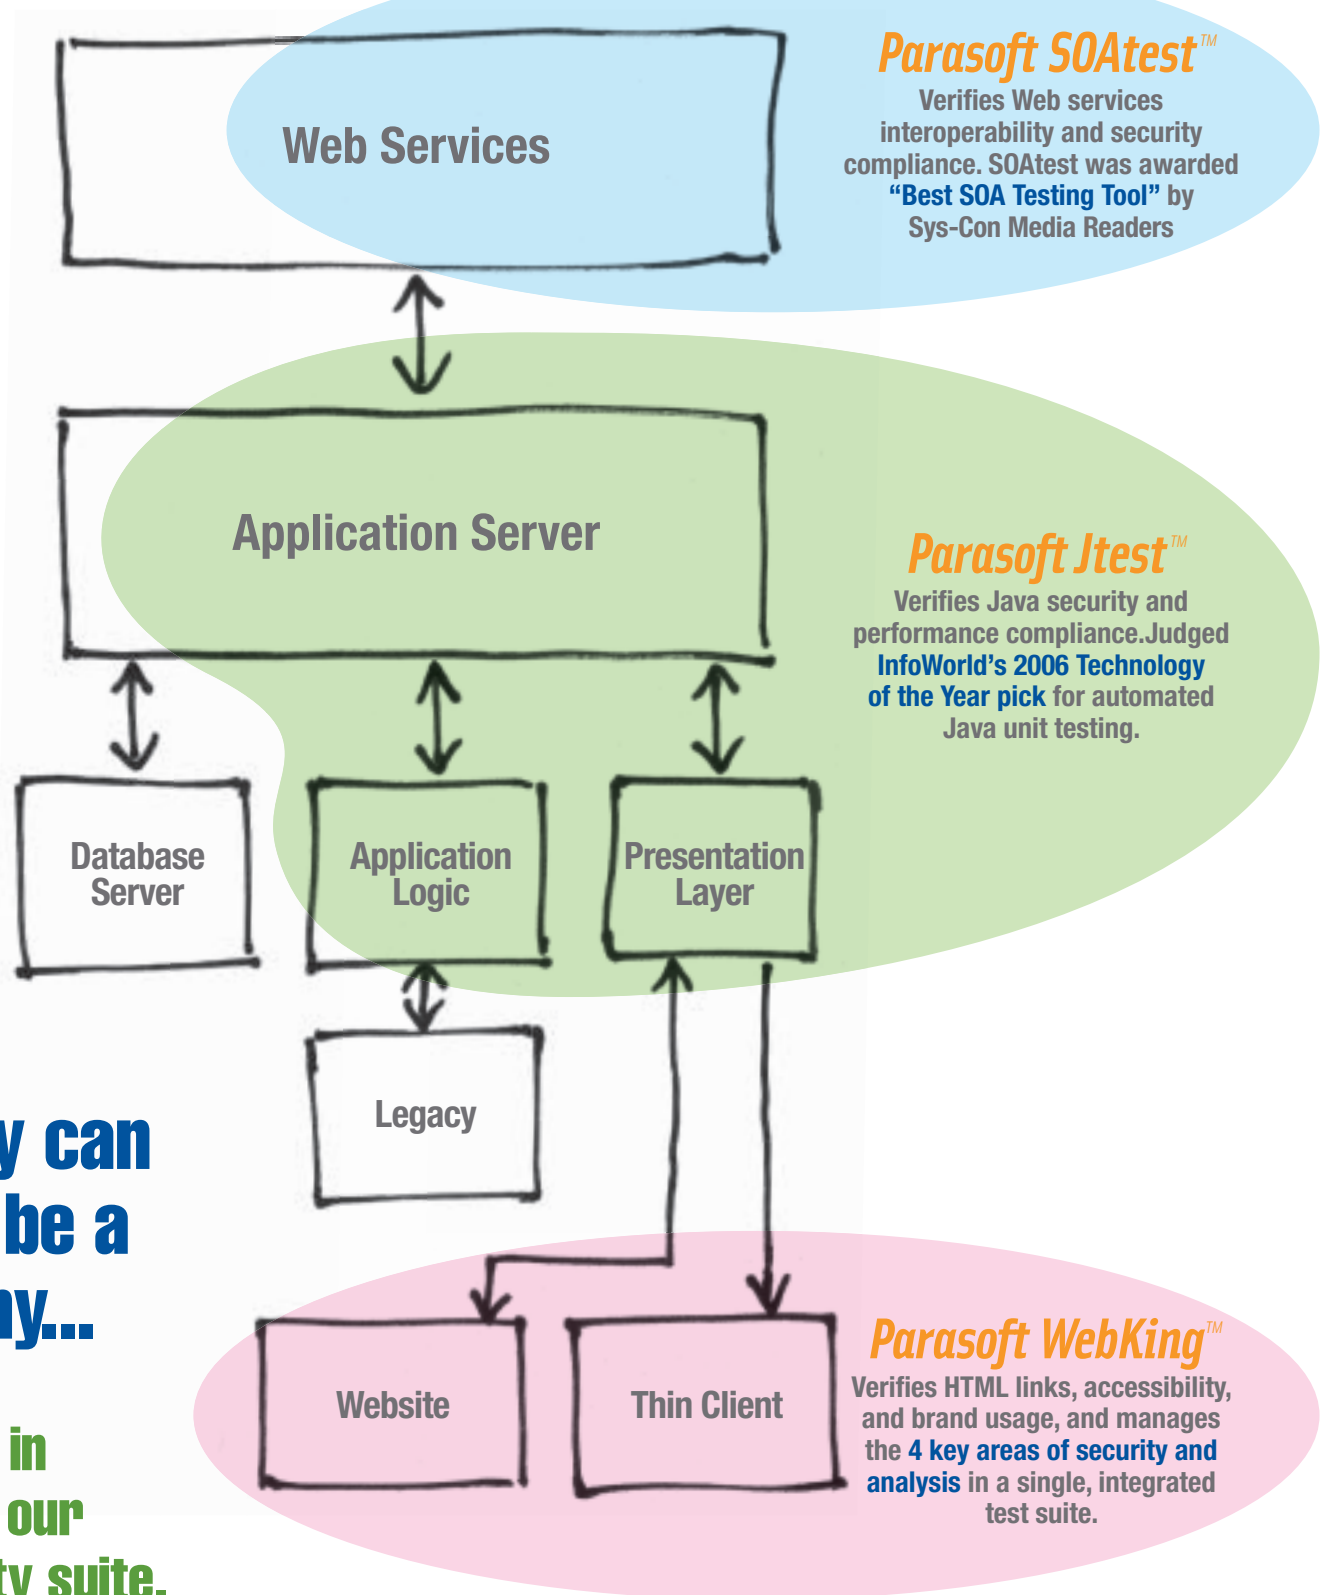 Parasoft SOAtest™
Verifies Web services
interoperability and security
compliance. SOAtest was awarded
“Best SOA Testing Tool” by
Sys-Con Media Readers
Web Services
Application Server
Parasoft Jtest™
Verifies Java security and
performance compliance.Judged
InfoWorld’s 2006 Technology
of the Year pick for automated
Java unit testing.
Database
Server
Application
Logic
Presentation
Layer
Legacy
y can
be a
ny...
in
our
ty suite.
Website
Thin Client
Parasoft WebKing™
Verifies HTML links, accessibility,
and brand usage, and manages
the 4 key areas of security and
analysis in a single, integrated
test suite.